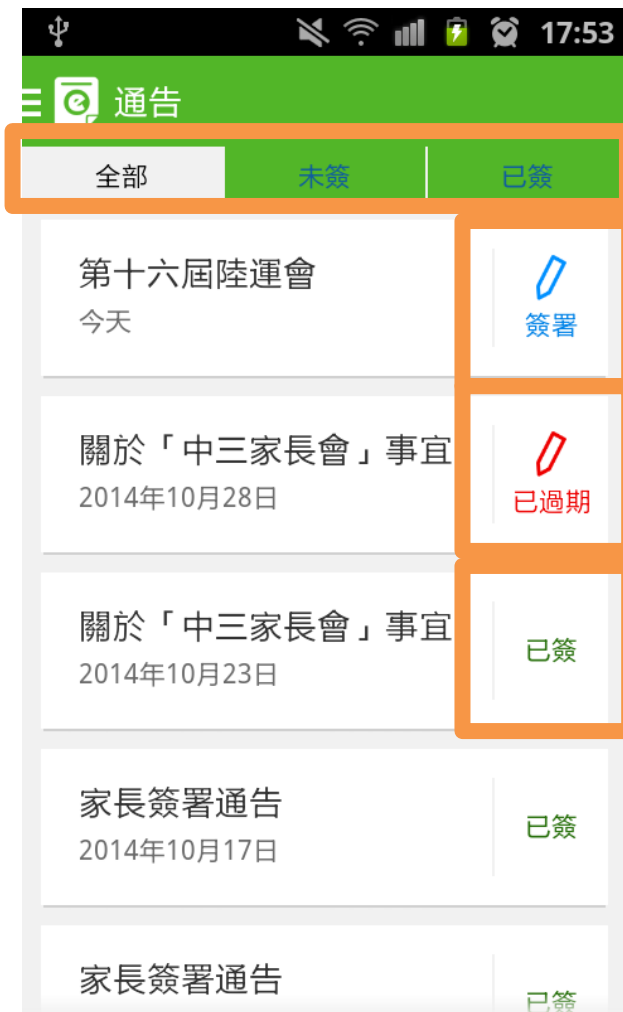 17:53
e 通告
全部 未簽 已簽
第十六屆陸運會
今天
簽署
關於「中三家長會」事宜
2014年10月28日
已過期
關於「中三家長會」事宜
2014年10月23日
已簽
家長簽署通告
2014年10月17日
已簽
家長簽署通告
已簽